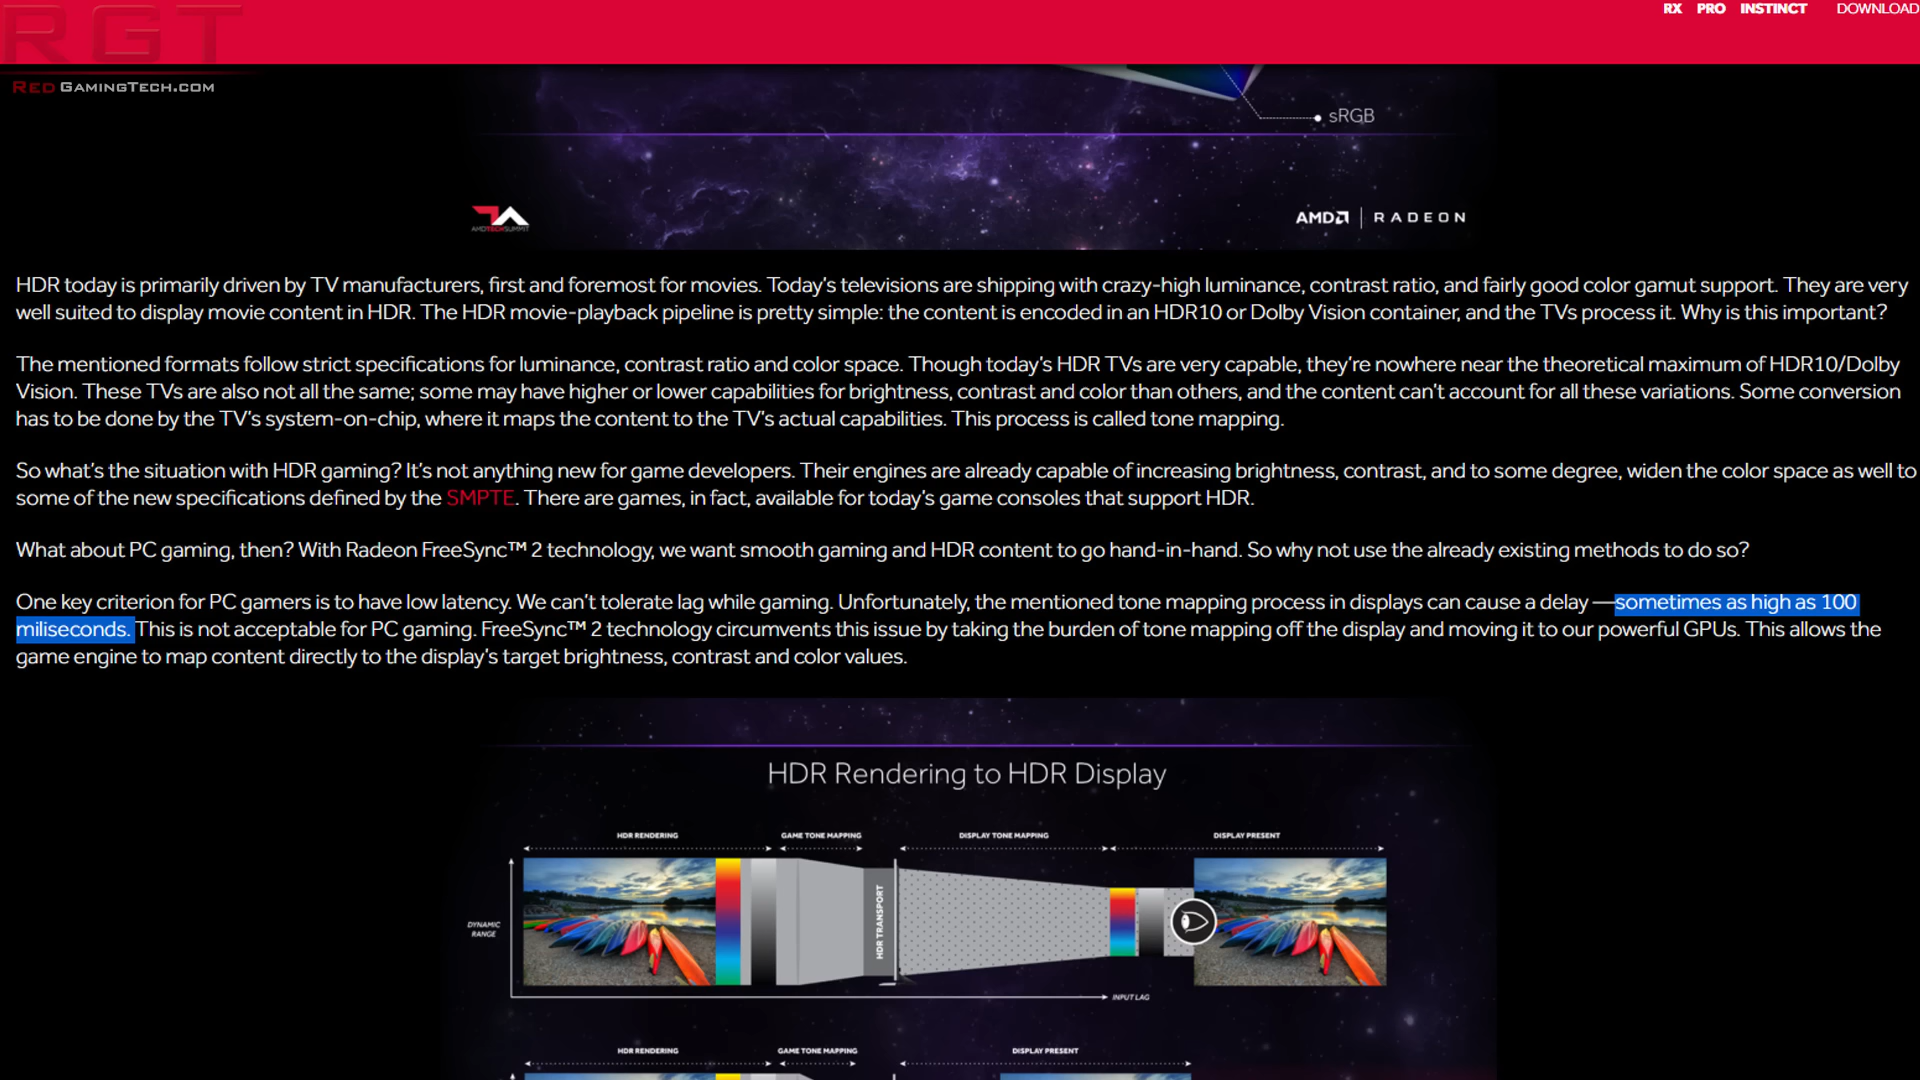 RGT
RX PRO INSTINCT DOWNLOAD
RED GAMINGTECH.COM
sRGB
AMDTECHSUMMIT
AMD RADEON
HDR today is primarily driven by TV manufacturers, first and foremost for movies. Today's televisions are shipping with crazy-high luminance, contrast ratio, and fairly good color gamut support. They are very
well suited to display movie content in HDR. The HDR movie-playback pipeline is pretty simple: the content is encoded in an HDR10 or Dolby Vision container, and the TVs process it. Why is this important?
The mentioned formats follow strict specifications for luminance, contrast ratio and color space. Though today's HDR TVs are very capable, they're nowhere near the theoretical maximum of HDR10/Dolby
Vision. These TVs are also not all the same; some may have higher or lower capabilities for brightness, contrast and color than others, and the content can't account for all these variations. Some conversion
has to be done by the TV's system-on-chip, where it maps the content to the TV's actual capabilities. This process is called tone mapping.
So what's the situation with HDR gaming? It's not anything new for game developers. Their engines are already capable of increasing brightness, contrast, and to some degree, widen the color space as well to
some of the new specifications defined by the SMPTE. There are games, in fact, available for today's game consoles that support HDR.
What about PC gaming, then? With Radeon FreeSync™ 2 technology, we want smooth gaming and HDR content to go hand-in-hand. So why not use the already existing methods to do so?
One key criterion for PC gamers is to have low latency. We can't tolerate lag while gaming. Unfortunately, the mentioned tone mapping process in displays can cause a delay —sometimes as high as 100
miliseconds. This is not acceptable for PC gaming. FreeSync™ 2 technology circumvents this issue by taking the burden of tone mapping off the display and moving it to our powerful GPUs. This allows the
game engine to map content directly to the display's target brightness, contrast and color values.
HDR Rendering to HDR Display
HDR RENDERING GAME TONE MAPPING DISPLAY TONE MAPPING DISPLAY PRESENT
DYNAMIC
RANGE
HDR TRANSPORT
INPUT LAG
HDR RENDERING GAME TONE MAPPING DISPLAY PRESENT